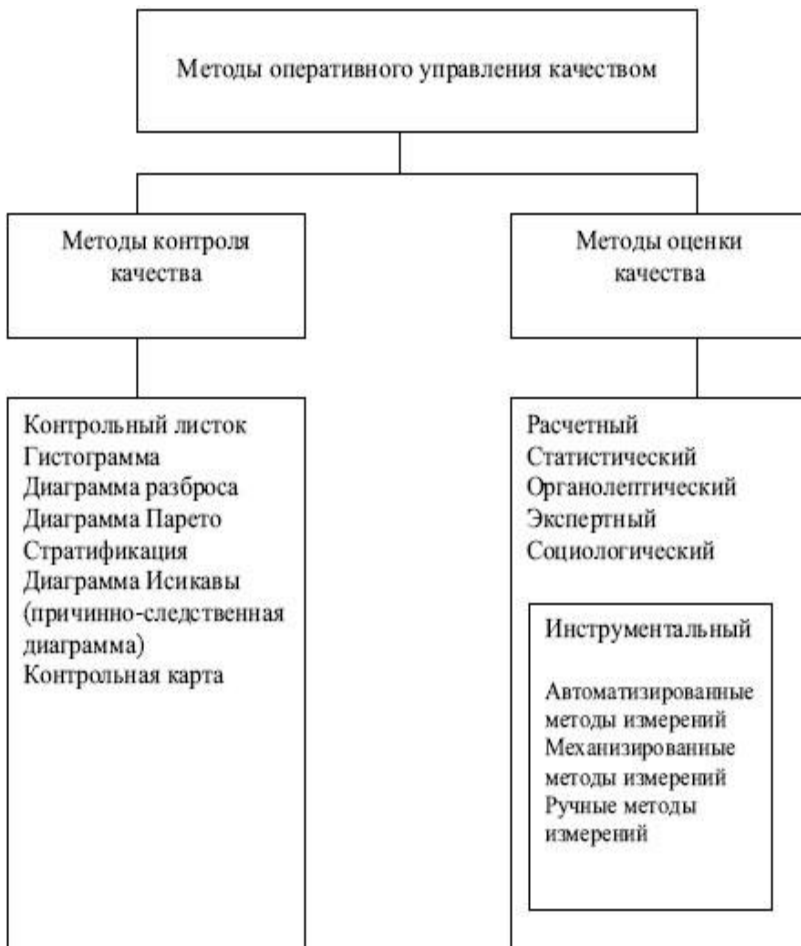 Методы оперативного управления качеством
Методы контроля
качества
Методы оценки
качества
Контрольный листок
Гистограмма
Диаграмма разброса
Диаграмма Парето
Стратификация
Диаграмма Исикавы
(причинно-следственная
диаграмма)
Контрольная карта
Расчетный
Статистический
Органолептический
Экспертный
Социологический
Инструментальный
Автоматизированные
методы измерений
Механизированные
методы измерений
Ручные методы
измерений